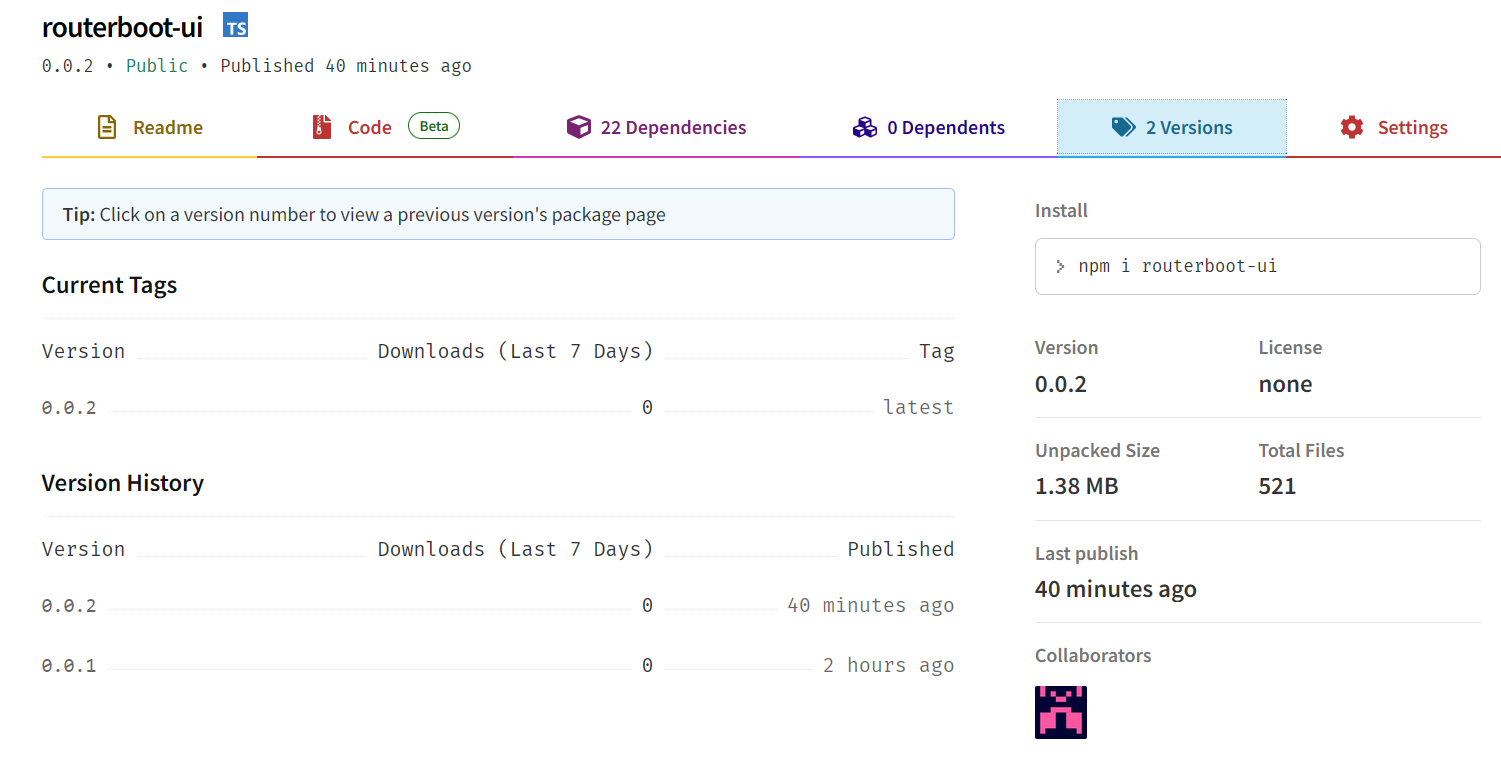 routerboot-ui TS
0.0.2 • Public • Published 40 minutes ago
Readme
Code Beta
22 Dependencies
0 Dependents
2 Versions
Settings
Tip: Click on a version number to view a previous version's package page
Current Tags
Version Downloads (Last 7 Days) Tag
0.0.2 0 latest
Version History
Version Downloads (Last 7 Days) Published
0.0.2 0 40 minutes ago
0.0.1 0 2 hours ago
Install
> npm i routerboot-ui
Version License
0.0.2 none
Unpacked Size Total Files
1.38 MB 521
Last publish
40 minutes ago
Collaborators